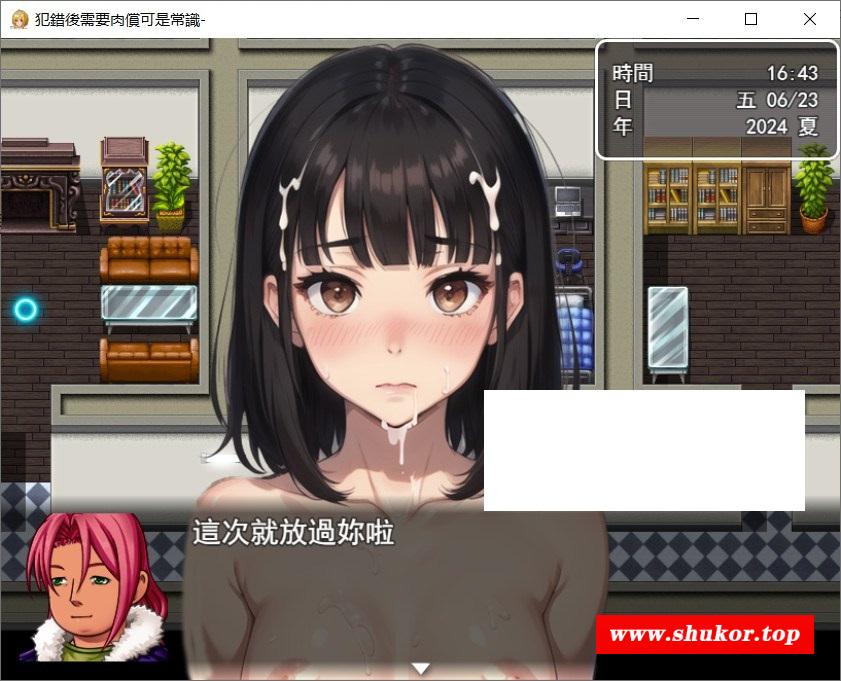 犯錯後需要肉償可是常識-
時間 16:43
日 五 06/23
年 2024 夏
這次就放過妳啦
www.shukor.top